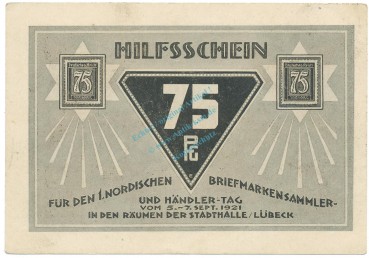 HILFSSCHEIN
75
75
75
Pfg
FÜR DEN 1. NORDISCHEN BRIEFMARKENSAMMLER-
UND HÄNDLER-TAG
VOM 5.-7. SEPT. 1921
IN DEN RÄUMEN DER STADTHALLE/LÜBECK